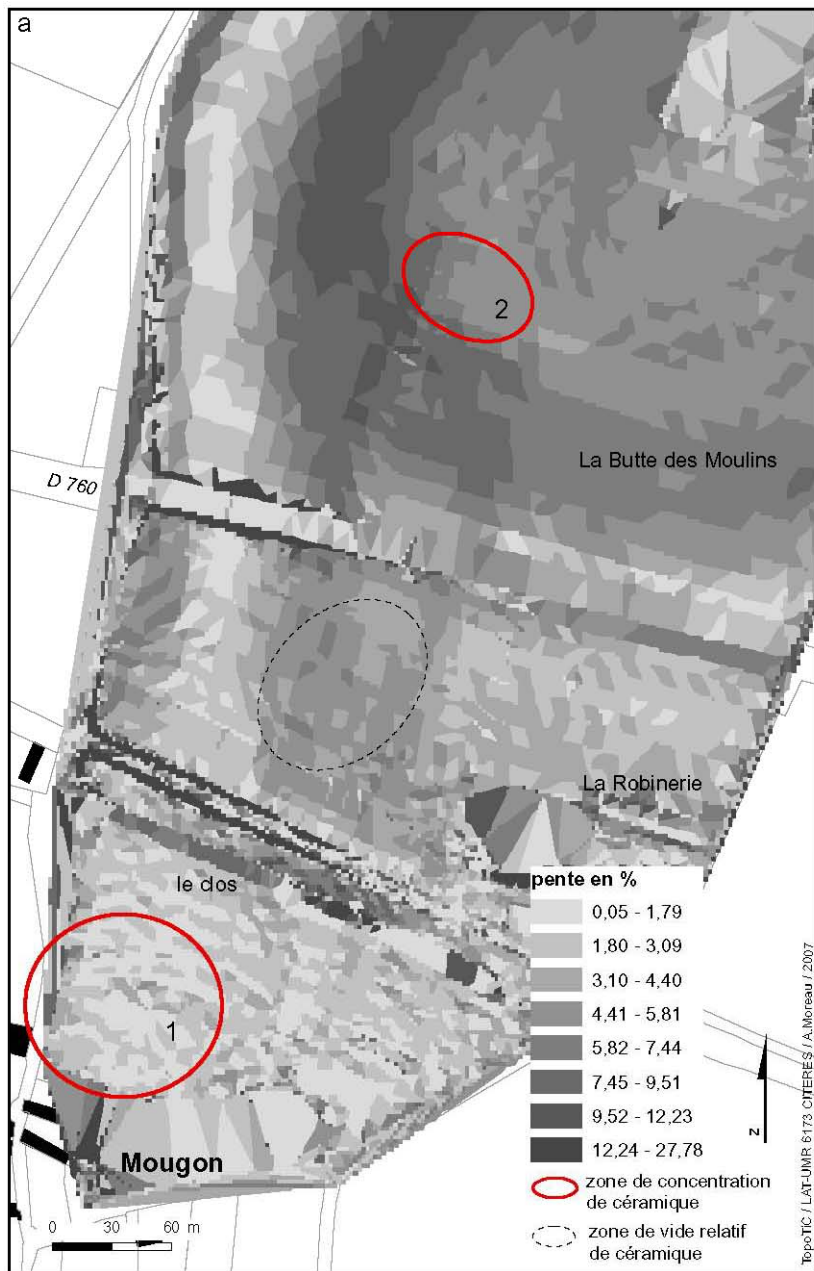 a
2
La Butte des Moulins
D 760
La Robinerie
le clos
pente en %
0,05 - 1,79
1,80 - 3,09
3,10 - 4,40
4,41 - 5,81
5,82 - 7,44
7,45 - 9,51
9,52 - 12,23
12,24 - 27,78
zone de concentration
de céramique
zone de vide relatif
de céramique
1
Mougon
0 30 60 m
N
TopoTiC / LAT-UMR 6173 CITERES / A.Moreau / 2007